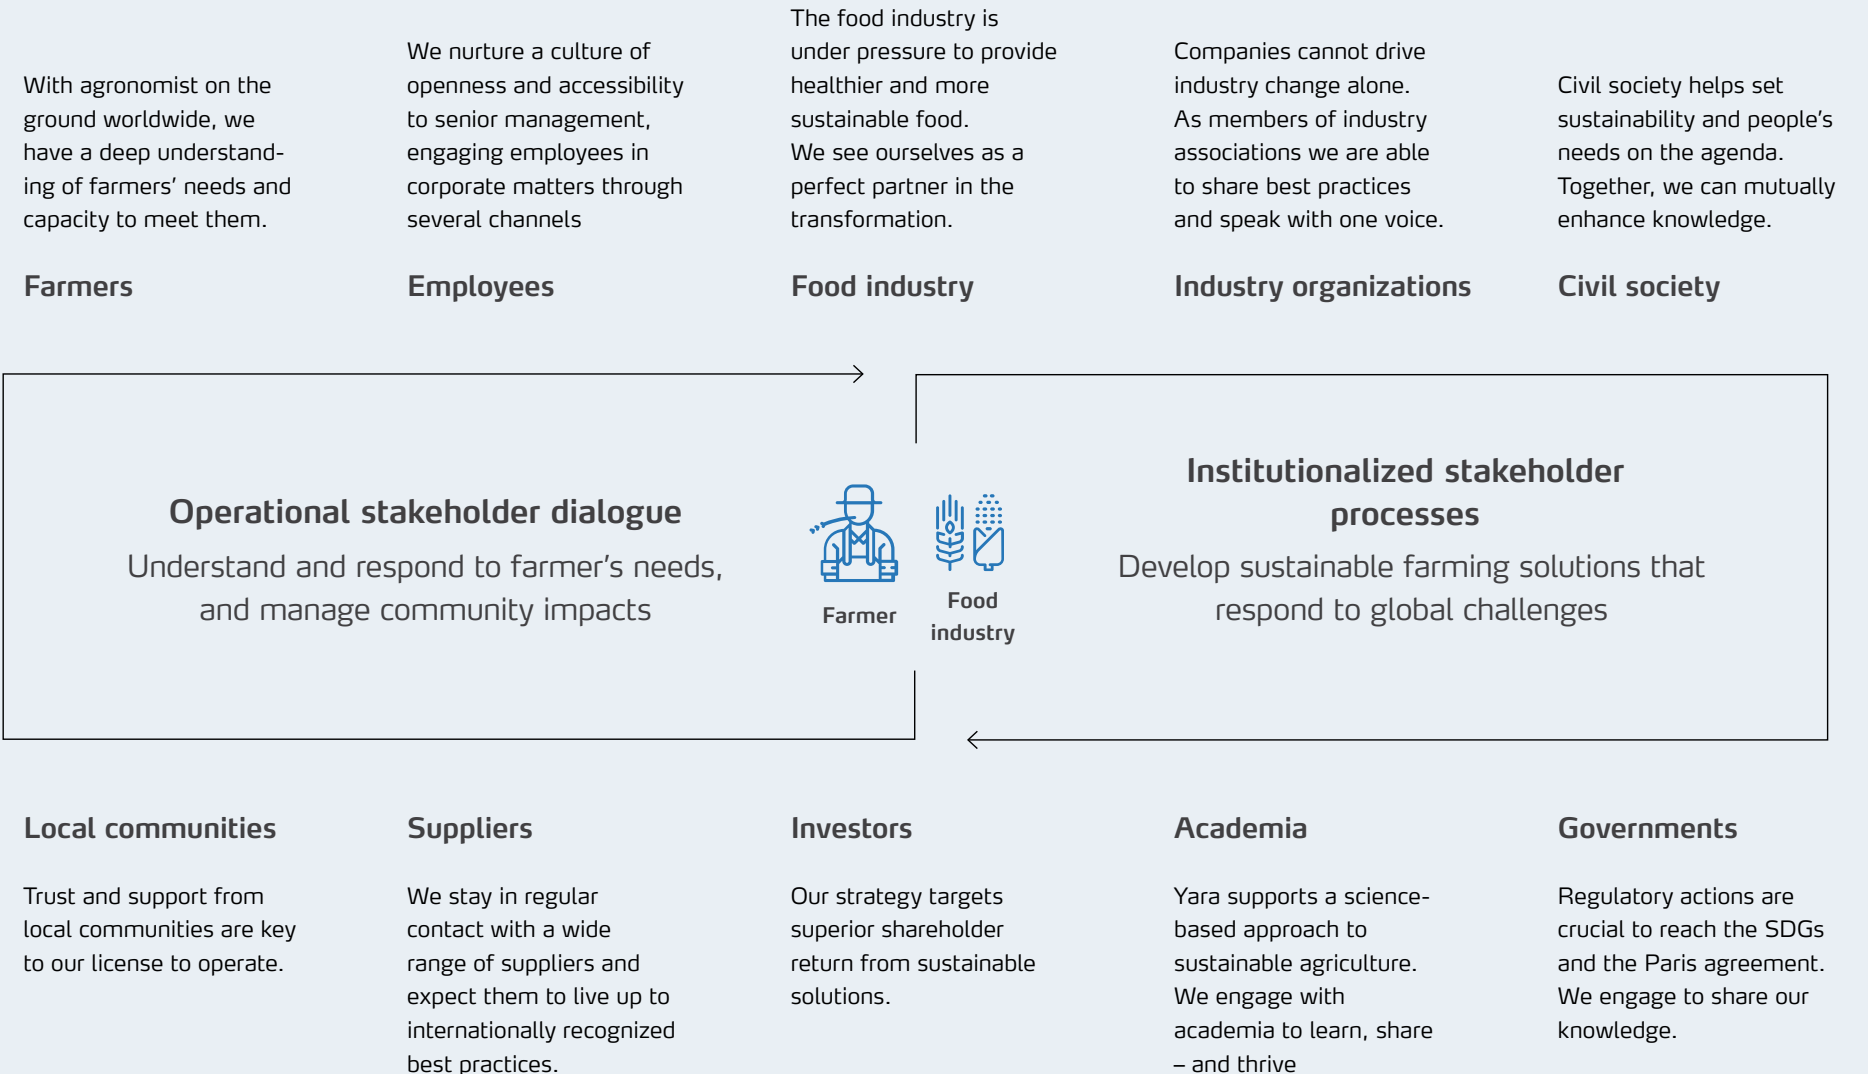 With agronomist on the
ground worldwide, we
have a deep understand-
ing of farmers' needs and
capacity to meet them.
Farmers
We nurture a culture of
openness and accessibility
to senior management,
engaging employees in
corporate matters through
several channels
Employees
The food industry is
under pressure to provide
healthier and more
sustainable food.
We see ourselves as a
perfect partner in the
transformation.
Food industry
Companies cannot drive
industry change alone.
As members of industry
associations we are able
to share best practices
and speak with one voice.
Industry organizations
Civil society helps set
sustainability and people's
needs on the agenda.
Together, we can mutually
enhance knowledge.
Civil society
Operational stakeholder dialogue
Understand and respond to farmer's needs,
and manage community impacts
Farmer
Food
industry
Institutionalized stakeholder
processes
Develop sustainable farming solutions that
respond to global challenges
Local communities
Trust and support from
local communities are key
to our license to operate.
Suppliers
We stay in regular
contact with a wide
range of suppliers and
expect them to live up to
internationally recognized
best practices.
Investors
Our strategy targets
superior shareholder
return from sustainable
solutions.
Academia
Yara supports a science-
based approach to
sustainable agriculture.
We engage with
academia to learn, share
– and thrive
Governments
Regulatory actions are
crucial to reach the SDGs
and the Paris agreement.
We engage to share our
knowledge.